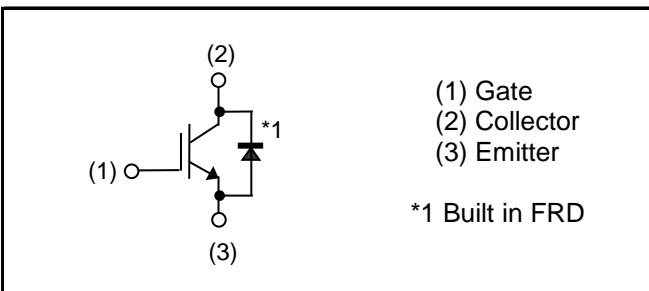 (2)
*1
(1)
(3)
(1) Gate
(2) Collector
(3) Emitter
*1 Built in FRD